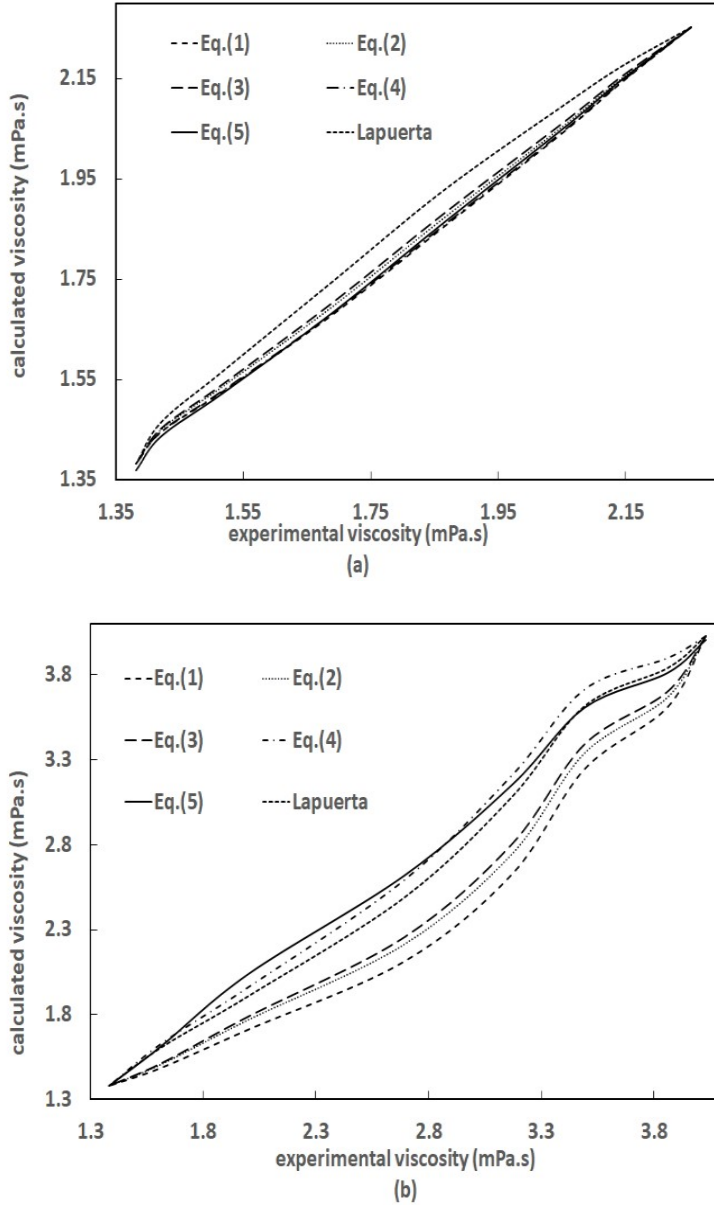 Eq.(1) Eq.(2)
2.15
Eq.(3) Eq.(4)
Eq.(5) Lapuerta
1.95
calculated viscosity (mPa.s)
1.75
1.55
1.35
1.35 1.55 1.75 1.95 2.15
experimental viscosity (mPa.s)
(a)
3.8
Eq.(1) Eq.(2)
Eq.(3) Eq.(4)
3.3
Eq.(5) Lapuerta
calculated viscosity (mPa.s)
2.8
2.3
1.8
1.3
1.3 1.8 2.3 2.8 3.3 3.8
experimental viscosity (mPa.s)
(b)